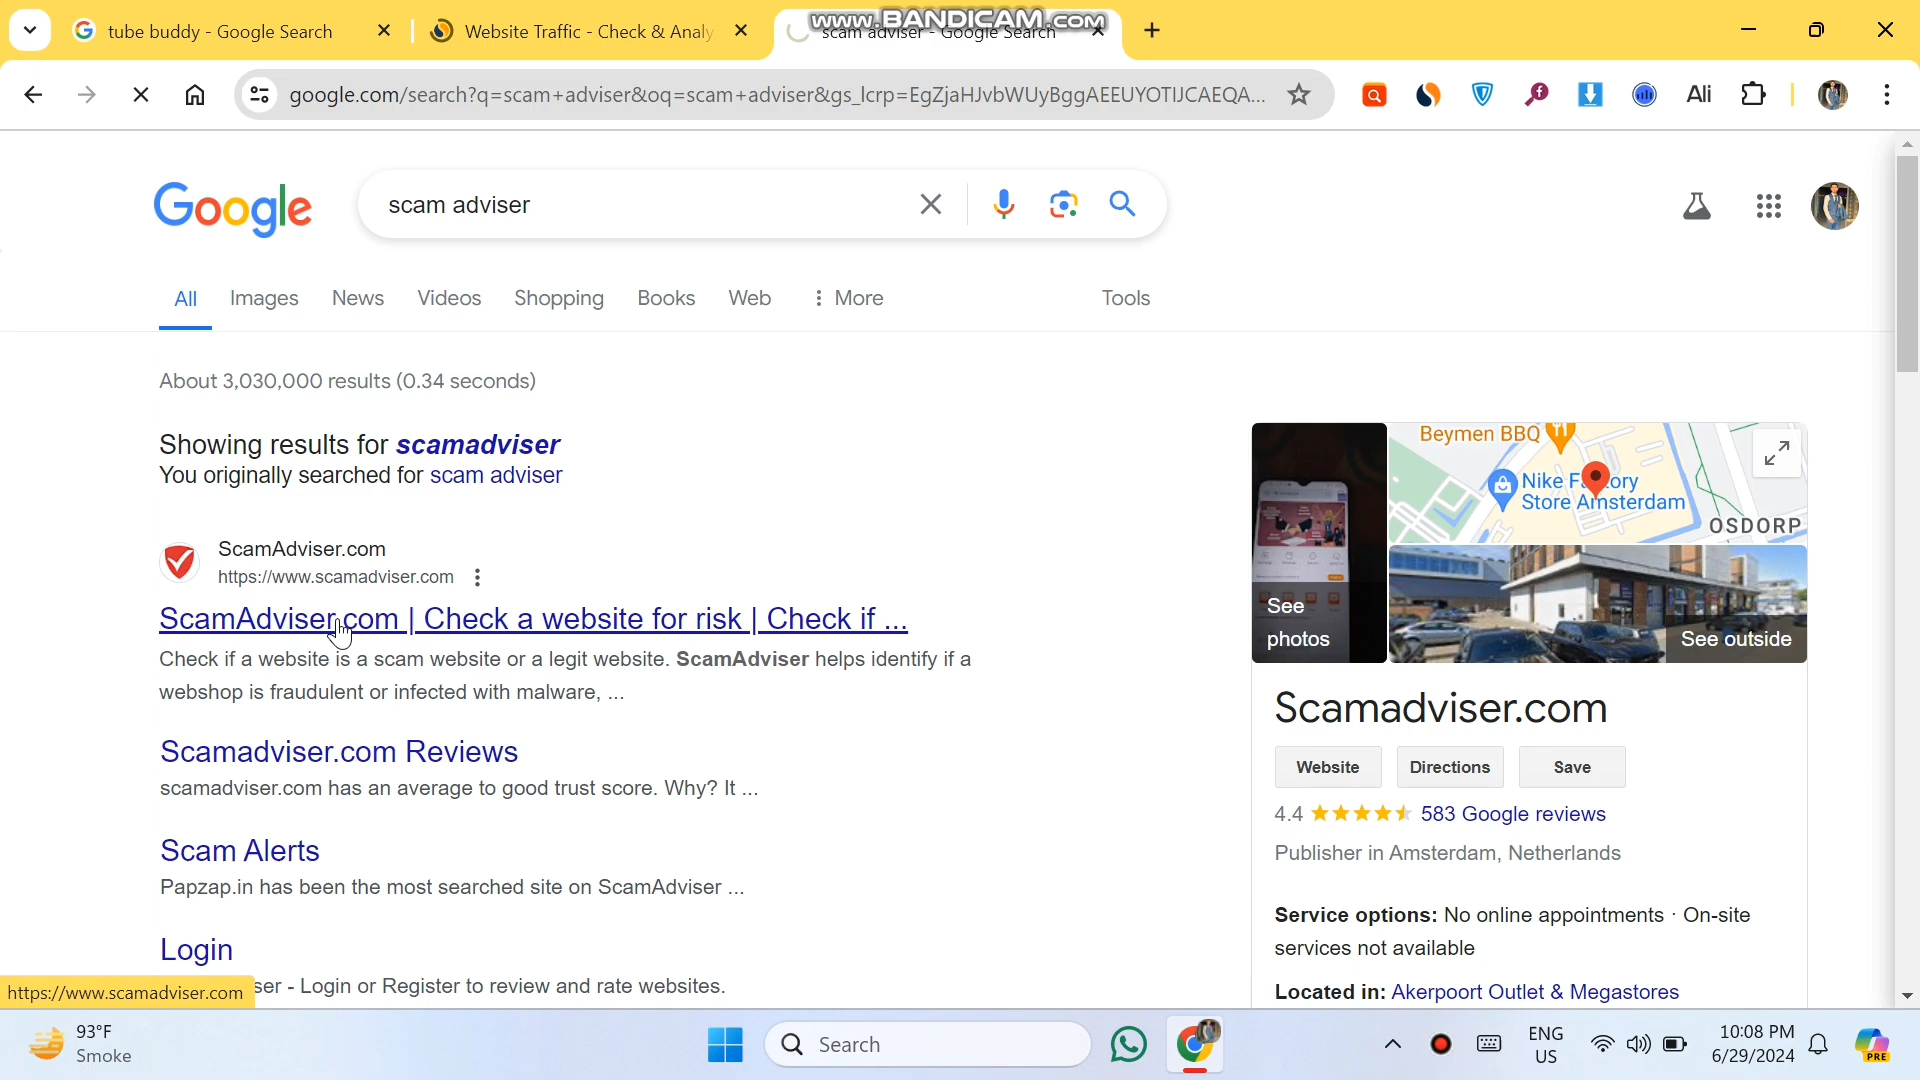 www.BANDICAM.com
tube buddy - Google Search
Website Traffic - Check & Analy
scam adviser - Google Search
google.com/search?q=scam+adviser&oq=scam+adviser&gs_lcrp=EgZjaHJvbWUyBggAEEUYOTIJCAEQA...
Ali
Google
scam adviser
All
Images
News
Videos
Shopping
Books
Web
More
Tools
About 3,030,000 results (0.34 seconds)
Showing results for scamadviser
You originally searched for scam adviser
ScamAdviser.com
https://www.scamadviser.com
ScamAdviser.com | Check a website for risk | Check if ...
Check if a website is a scam website or a legit website. ScamAdviser helps identify if a
webshop is fraudulent or infected with malware, ...
Scamadviser.com Reviews
scamadviser.com has an average to good trust score. Why? It ...
Scam Alerts
Papzap.in has been the most searched site on ScamAdviser ...
Login
ser - Login or Register to review and rate websites.
https://www.scamadviser.com
Beymen BBQ
Nike Factory
Store Amsterdam
OSDORP
See
photos
See outside
Scamadviser.com
Website
Directions
Save
4.4
583 Google reviews
Publisher in Amsterdam, Netherlands
Service options: No online appointments · On-site
services not available
Located in: Akerpoort Outlet & Megastores
93°F
Smoke
Search
ENG
US
10:08 PM
6/29/2024
PRE